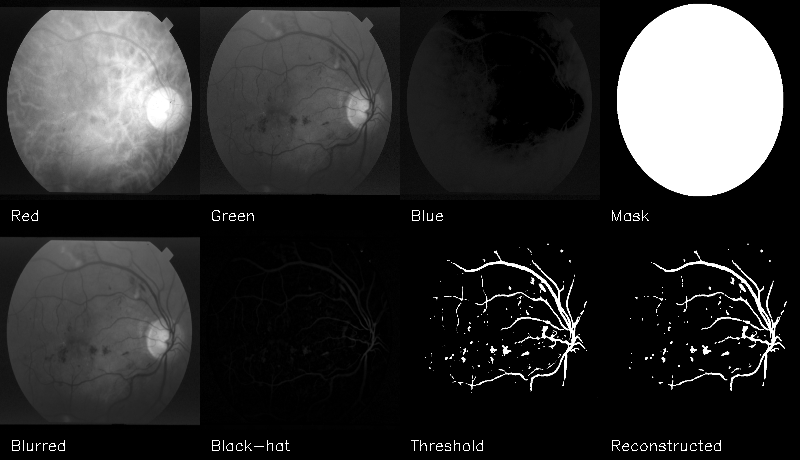 Red
Green
Blue
Mask
Blurred
Black-hat
Threshold
Reconstructed